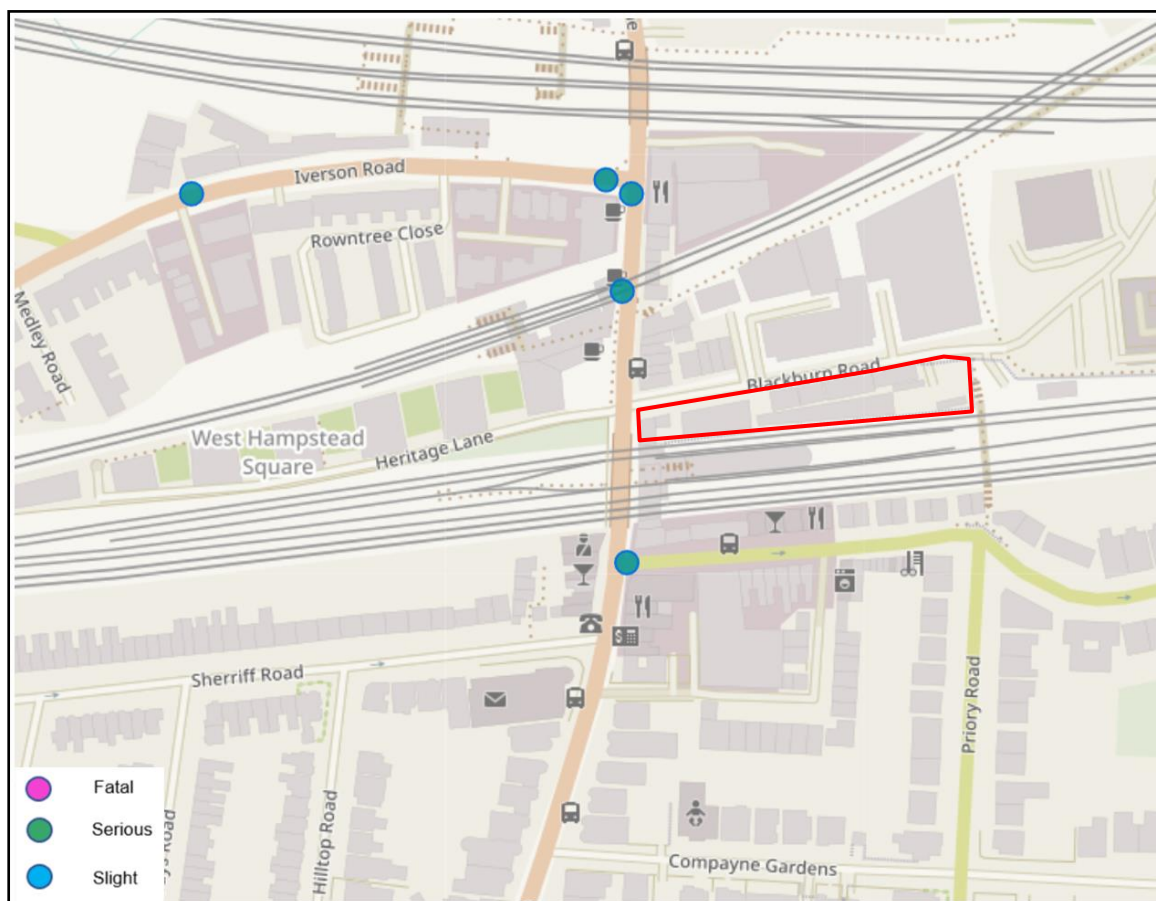 Iverson Road
Rowntree Close
Medley Road
Blackburn Road
West Hampstead
Square
Heritage Lane
Sherriff Road
Priory Road
Hilltop Road
Compayne Gardens
Fatal
Serious
Slight